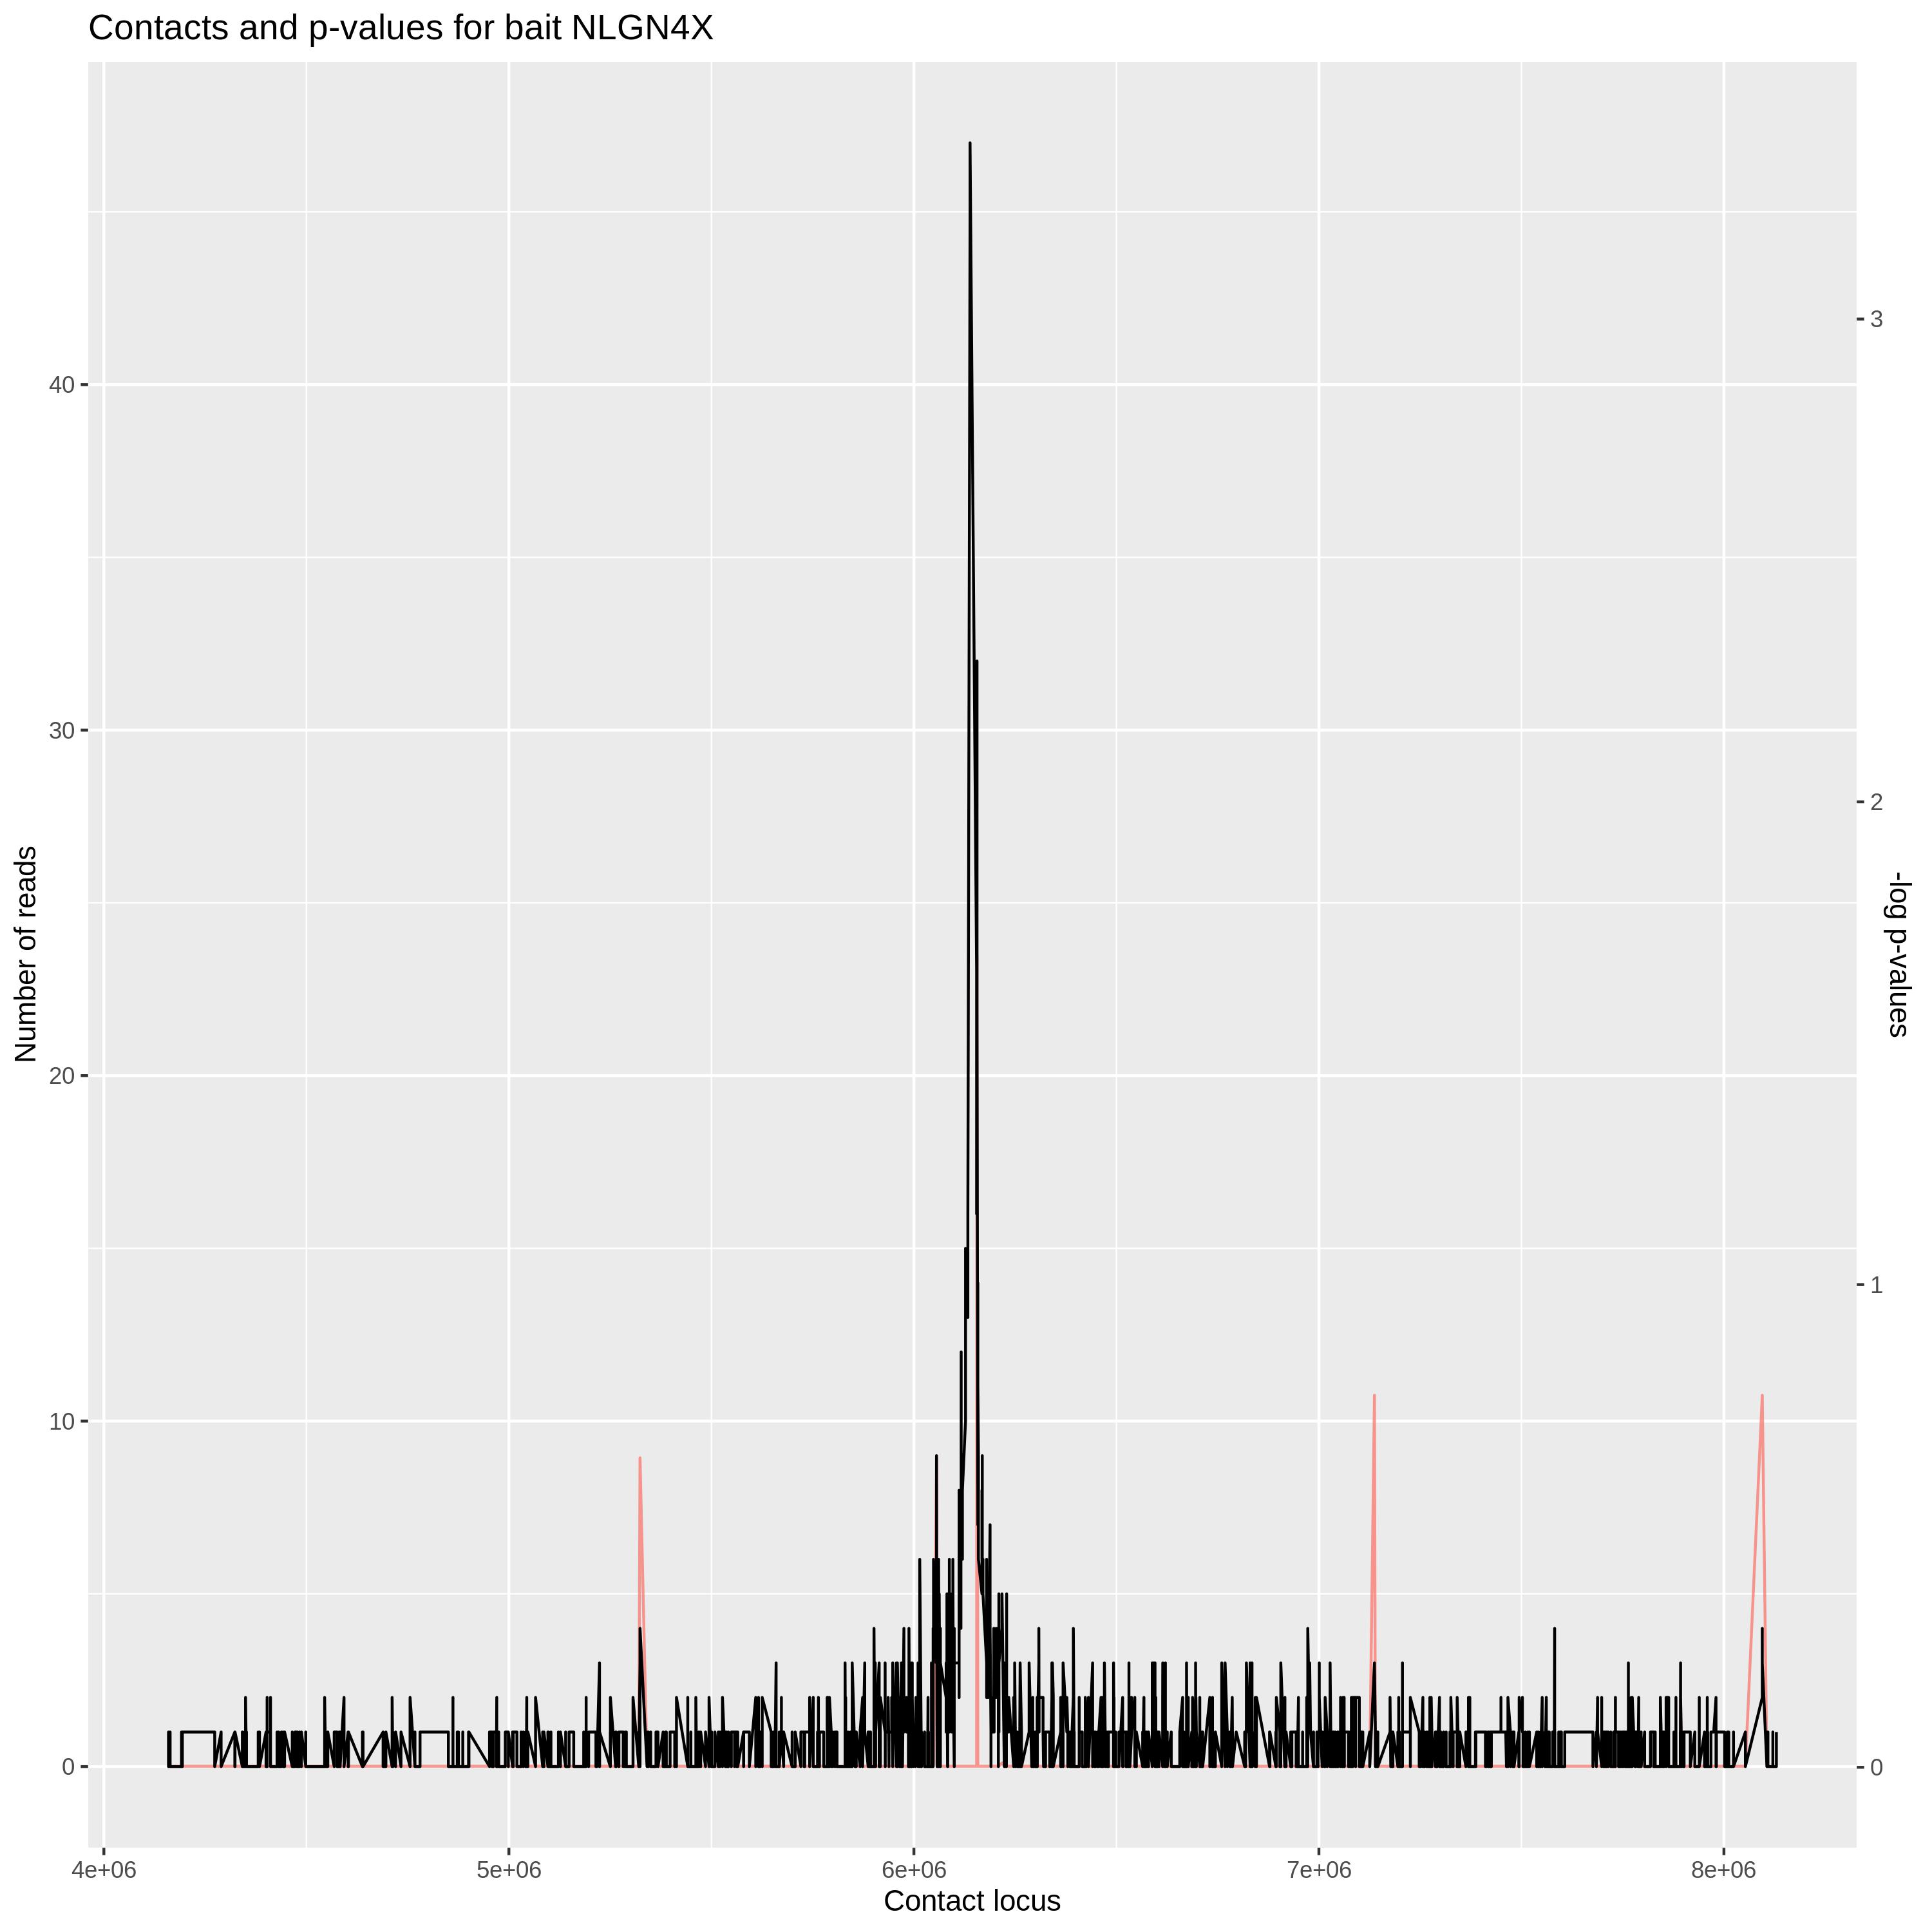 Contacts and p-values for bait NLGN4X
Number of reads
40
30
20
10
0
3
2
1
0
-log p-values
4e+06 5e+06 6e+06 7e+06 8e+06
Contact locus